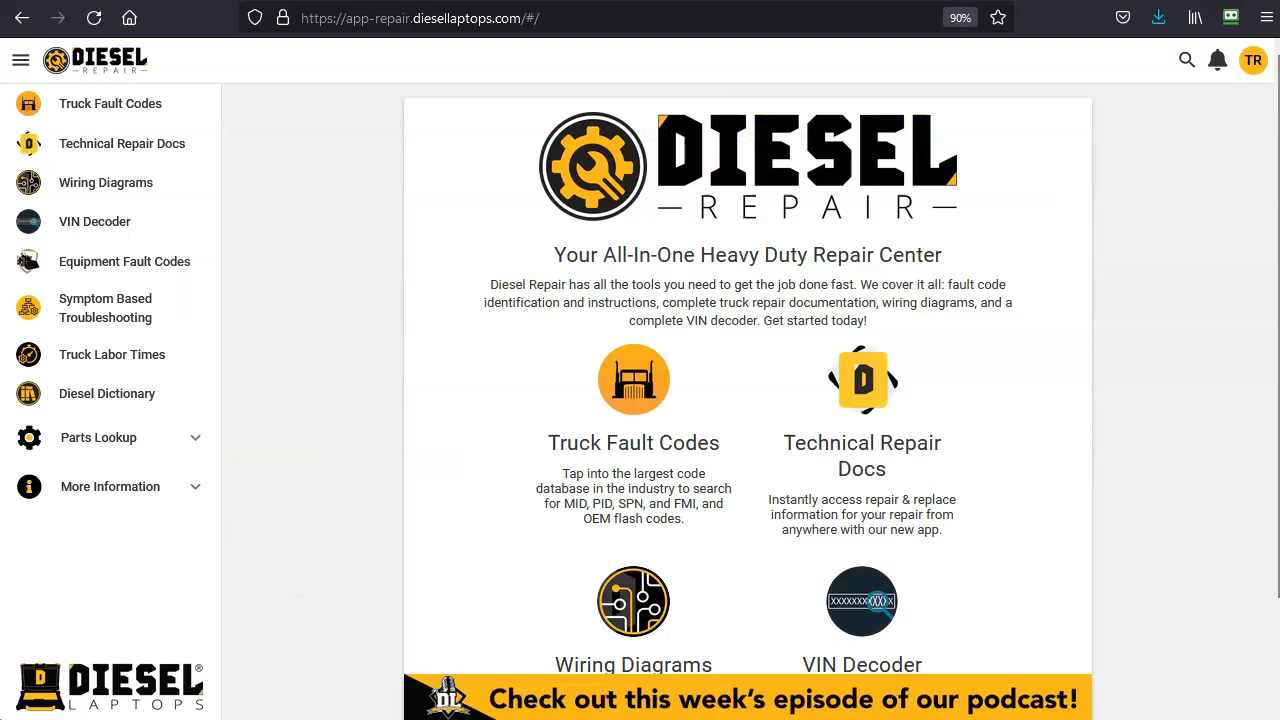 https://app-repair.diesellaptops.com/#/
90%
DIESEL
REPAIR
TR
Truck Fault Codes
Technical Repair Docs
Wiring Diagrams
VIN Decoder
Equipment Fault Codes
Symptom Based
Troubleshooting
Truck Labor Times
Diesel Dictionary
Parts Lookup
More Information
D
DIESEL®
LAPTOPS
DIESEL
REPAIR
Your All-In-One Heavy Duty Repair Center
Diesel Repair has all the tools you need to get the job done fast. We cover it all: fault code
identification and instructions, complete truck repair documentation, wiring diagrams, and a
complete VIN decoder. Get started today!
D
Truck Fault Codes
Tap into the largest code
database in the industry to search
for MID, PID, SPN, and FMI, and
OEM flash codes.
Technical Repair
Docs
Instantly access repair & replace
information for your repair from
anywhere with our new app.
Wiring Diagrams
XXXXXXXXXXX
VIN Decoder
DL
Check out this week's episode of our podcast!